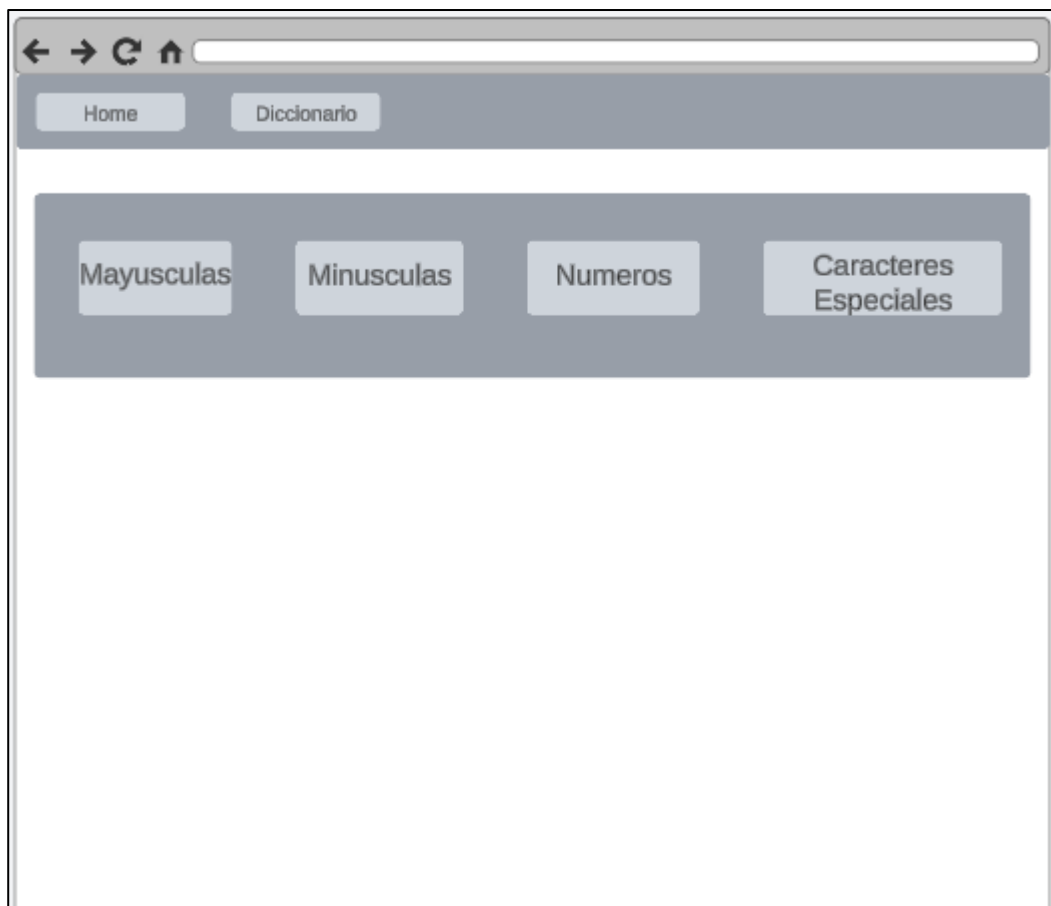 Home
Diccionario
Mayusculas
Minusculas
Numeros
Caracteres
Especiales